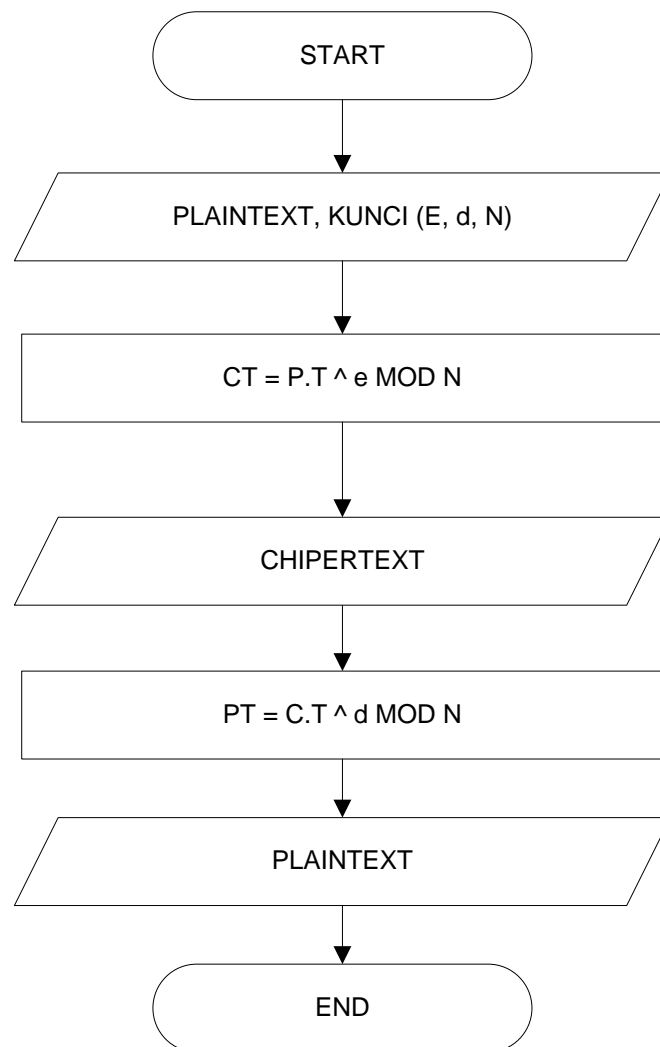 START
PLAINTEXT, KUNCI (E, d, N)
CT = P.T ^ e MOD N
CHIPERTEXT
PT = C.T ^ d MOD N
PLAINTEXT
END